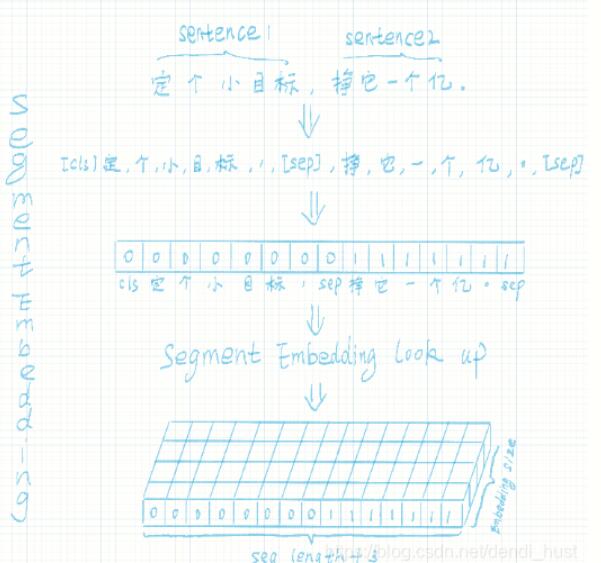 sentence1 sentence2
定个小目标，挣它一个亿。
[cls]定,个,小,目,标,,,[sep],挣,它,一,个,亿,。,[sep]
0 0 0 0 0 0 0 0 1 1 1 1 1 1 1
cls 定 个 小 目 标 , sep 挣 它 一 个 亿 。 sep
Segment Embedding look up
0 0 0 0 0 0 0 0 1 1 1 1 1 1 1
seq length + 3
Embedding size
Segment Embedding
https://blog.csdn.net/dendi_hust